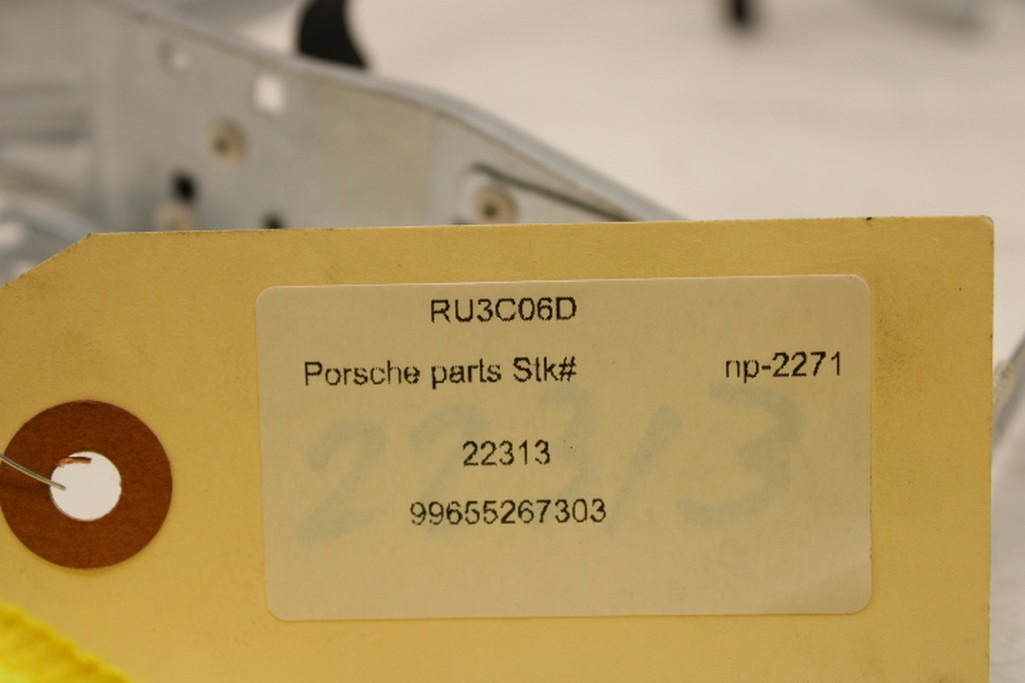 RU3C06D
Porsche parts Stk# np-2271
22313
22313
99655267303